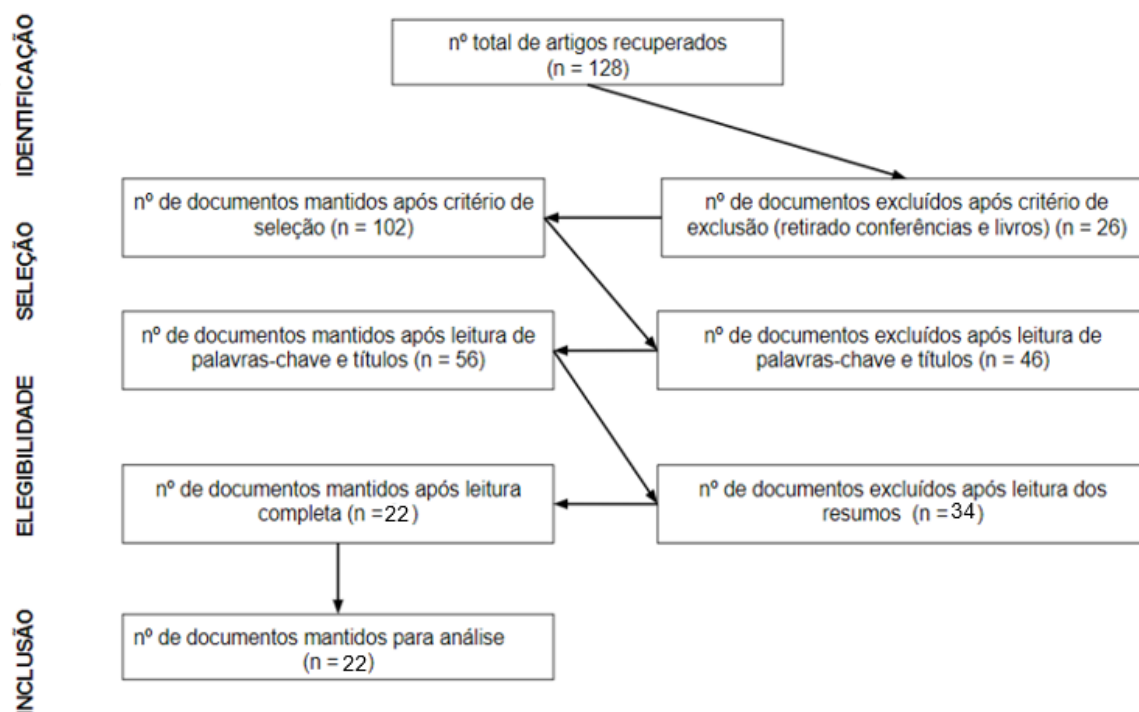 IDENTIFICAÇÃO
nº total de artigos recuperados
(n = 128)
nº de documentos mantidos após critério de
seleção (n = 102)
nº de documentos excluídos após critério de
exclusão (retirado conferências e livros) (n = 26)
SELEÇÃO
nº de documentos mantidos após leitura de
palavras-chave e títulos (n = 56)
nº de documentos excluídos após leitura de
palavras-chave e títulos (n = 46)
ELEGIBILIDADE
nº de documentos mantidos após leitura
completa (n =22)
nº de documentos excluídos após leitura dos
resumos (n =34)
INCLUSÃO
nº de documentos mantidos para análise
(n = 22)